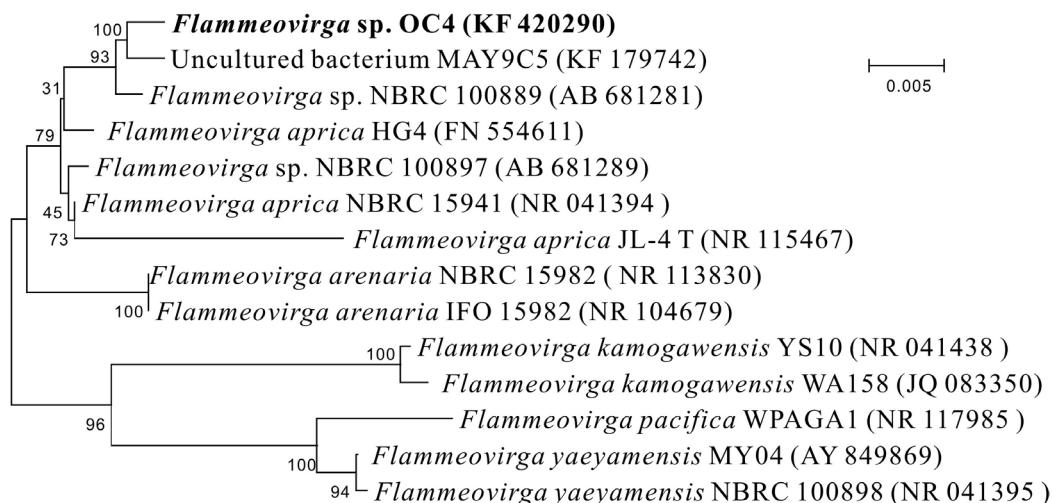 100
Flammeovirga sp. OC4 (KF 420290)
93
Uncultured bacterium MAY9C5 (KF 179742)
0.005
31
Flammeovirga sp. NBRC 100889 (AB 681281)
79
Flammeovirga aprica HG4 (FN 554611)
Flammeovirga sp. NBRC 100897 (AB 681289)
45
Flammeovirga aprica NBRC 15941 (NR 041394 )
73
Flammeovirga aprica JL-4 T (NR 115467)
Flammeovirga arenaria NBRC 15982 ( NR 113830)
100
Flammeovirga arenaria IFO 15982 (NR 104679)
100
Flammeovirga kamogawensis YS10 (NR 041438 )
Flammeovirga kamogawensis WA158 (JQ 083350)
96
Flammeovirga pacifica WPAGA1 (NR 117985 )
100
Flammeovirga yaeyamensis MY04 (AY 849869)
94
Flammeovirga yaeyamensis NBRC 100898 (NR 041395 )